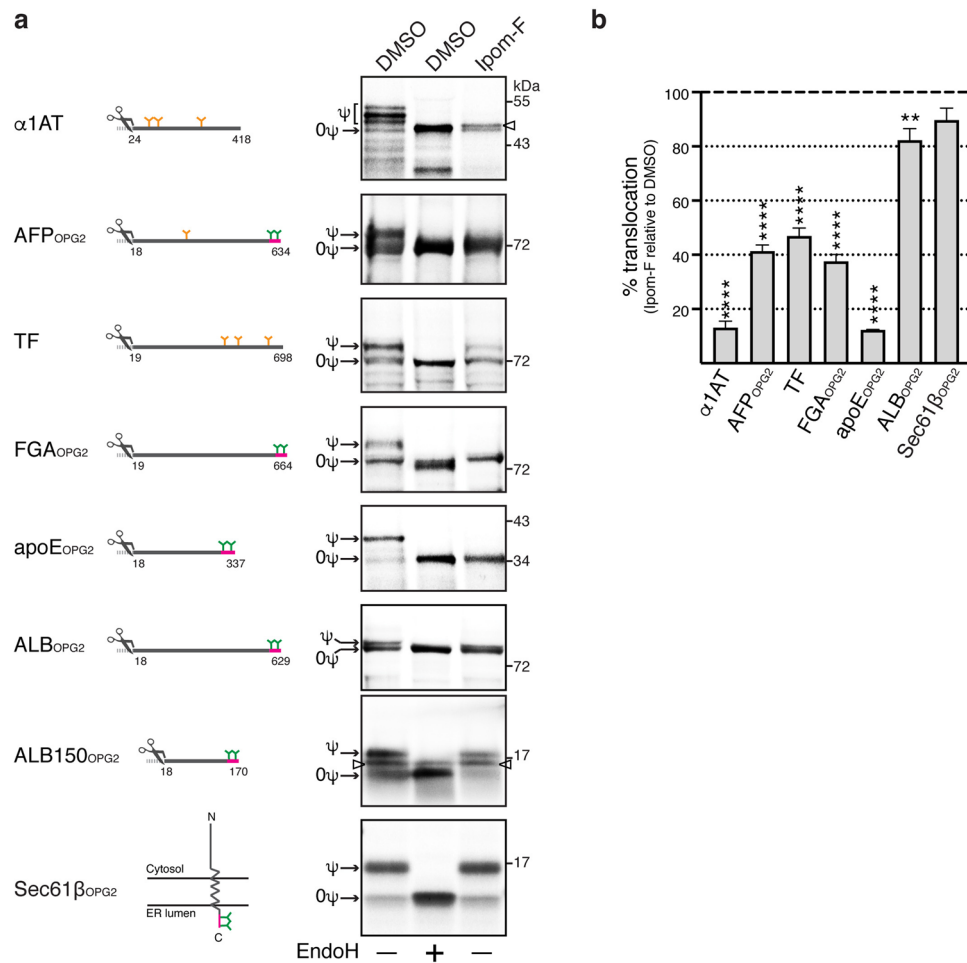 a
b
DMSO DMSO Ipom-F
kDa
α1AT
24 418
ψ
0ψ
55
43
AFPOPG2
18 634
ψ
0ψ
72
TF
19 698
ψ
0ψ
72
FGAOPG2
19 664
ψ
0ψ
72
apoEOPG2
18 337
ψ
0ψ
43
34
ALBOPG2
18 629
ψ
0ψ
72
ALB150OPG2
18 170
ψ
0ψ
17
Sec61βOPG2
N
Cytosol
ER lumen
C
ψ
0ψ
17
EndoH − + −
% translocation
(Ipom-F relative to DMSO)
100
80
60
40
20
**** **** **** **** **** **
α1AT AFPOPG2 TF FGAOPG2 apoEOPG2 ALBOPG2 Sec61βOPG2